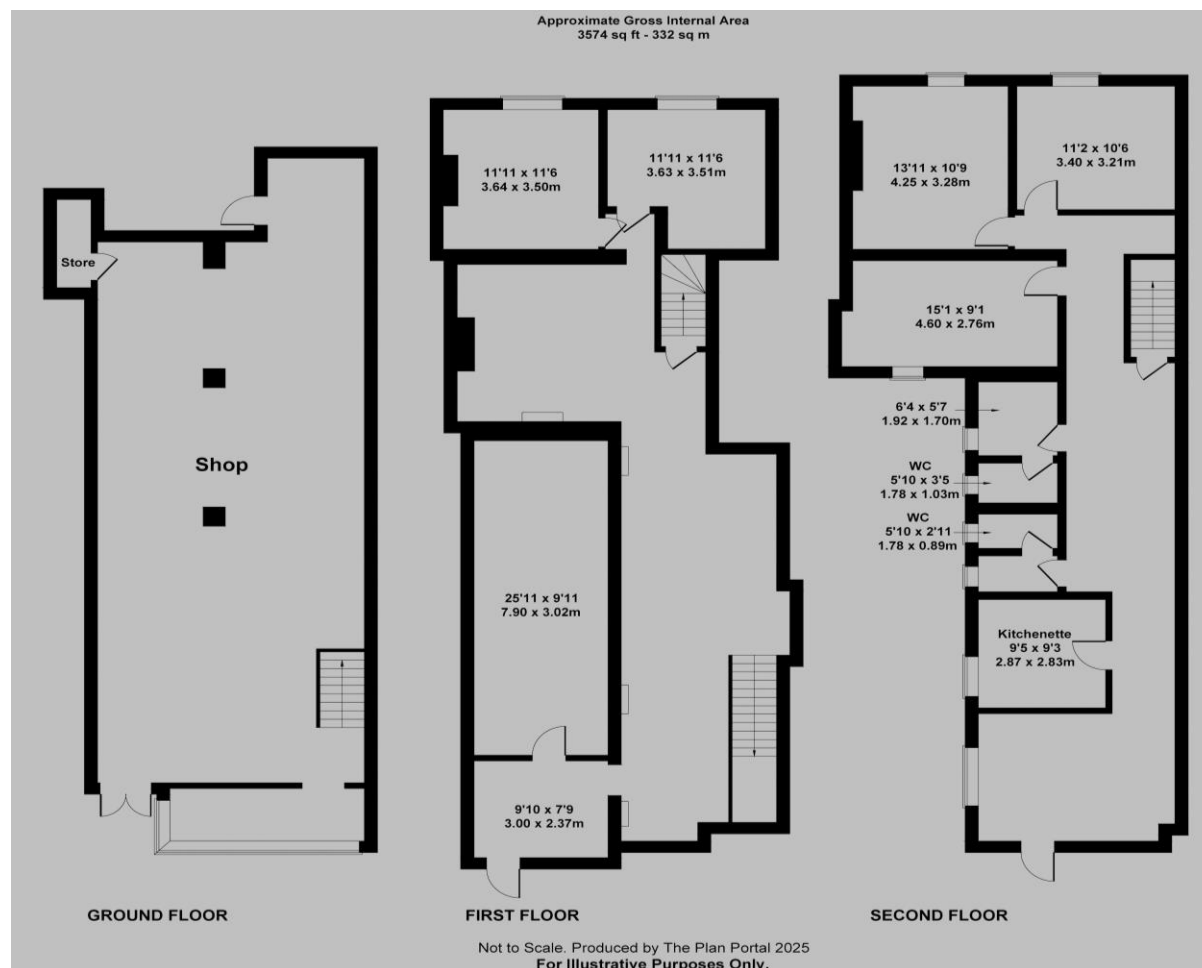 Approximate Gross Internal Area
3574 sq ft - 332 sq m
Store
Shop
GROUND FLOOR
11'11 x 11'6
3.64 x 3.50m
11'11 x 11'6
3.63 x 3.51m
25'11 x 9'11
7.90 x 3.02m
9'10 x 7'9
3.00 x 2.37m
FIRST FLOOR
13'11 x 10'9
4.25 x 3.28m
11'2 x 10'6
3.40 x 3.21m
15'1 x 9'1
4.60 x 2.76m
6'4 x 5'7
1.92 x 1.70m
WC
5'10 x 3'5
1.78 x 1.03m
WC
5'10 x 2'11
1.78 x 0.89m
Kitchenette
9'5 x 9'3
2.87 x 2.83m
SECOND FLOOR
Not to Scale. Produced by The Plan Portal 2025
For Illustrative Purposes Only.